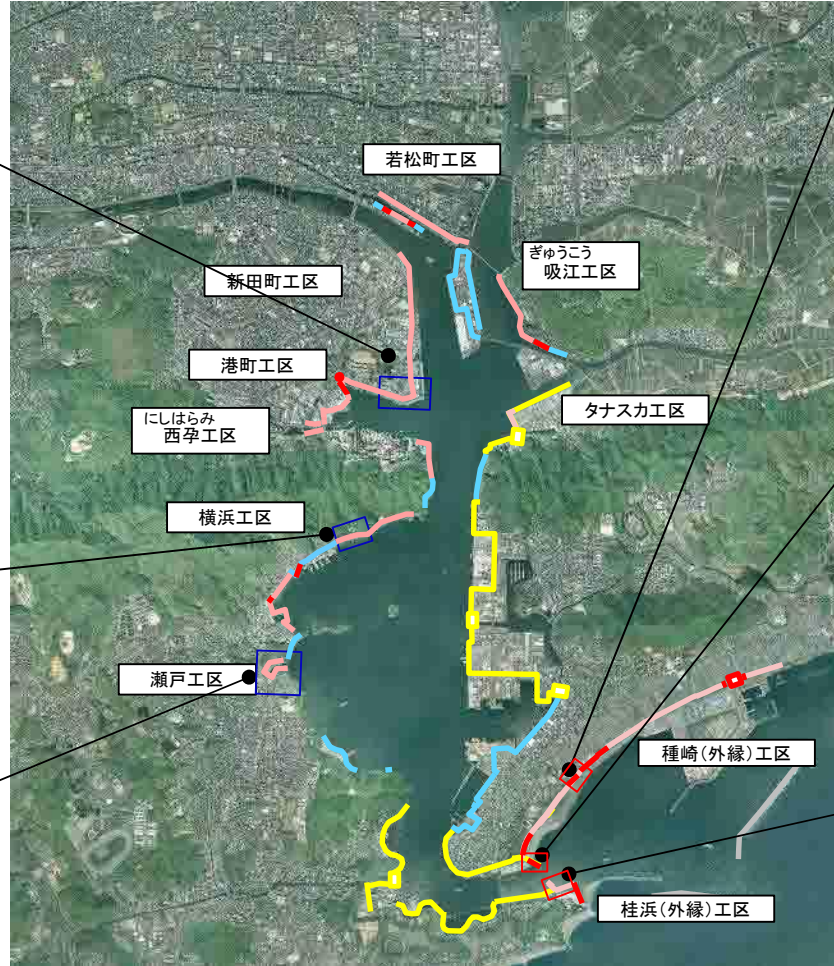 若松町工区
ぎゅうこう
吸江工区
新田町工区
港町工区
タナスカ工区
にしはらみ
西孕工区
横浜工区
瀬戸工区
種崎(外縁)工区
桂浜(外縁)工区